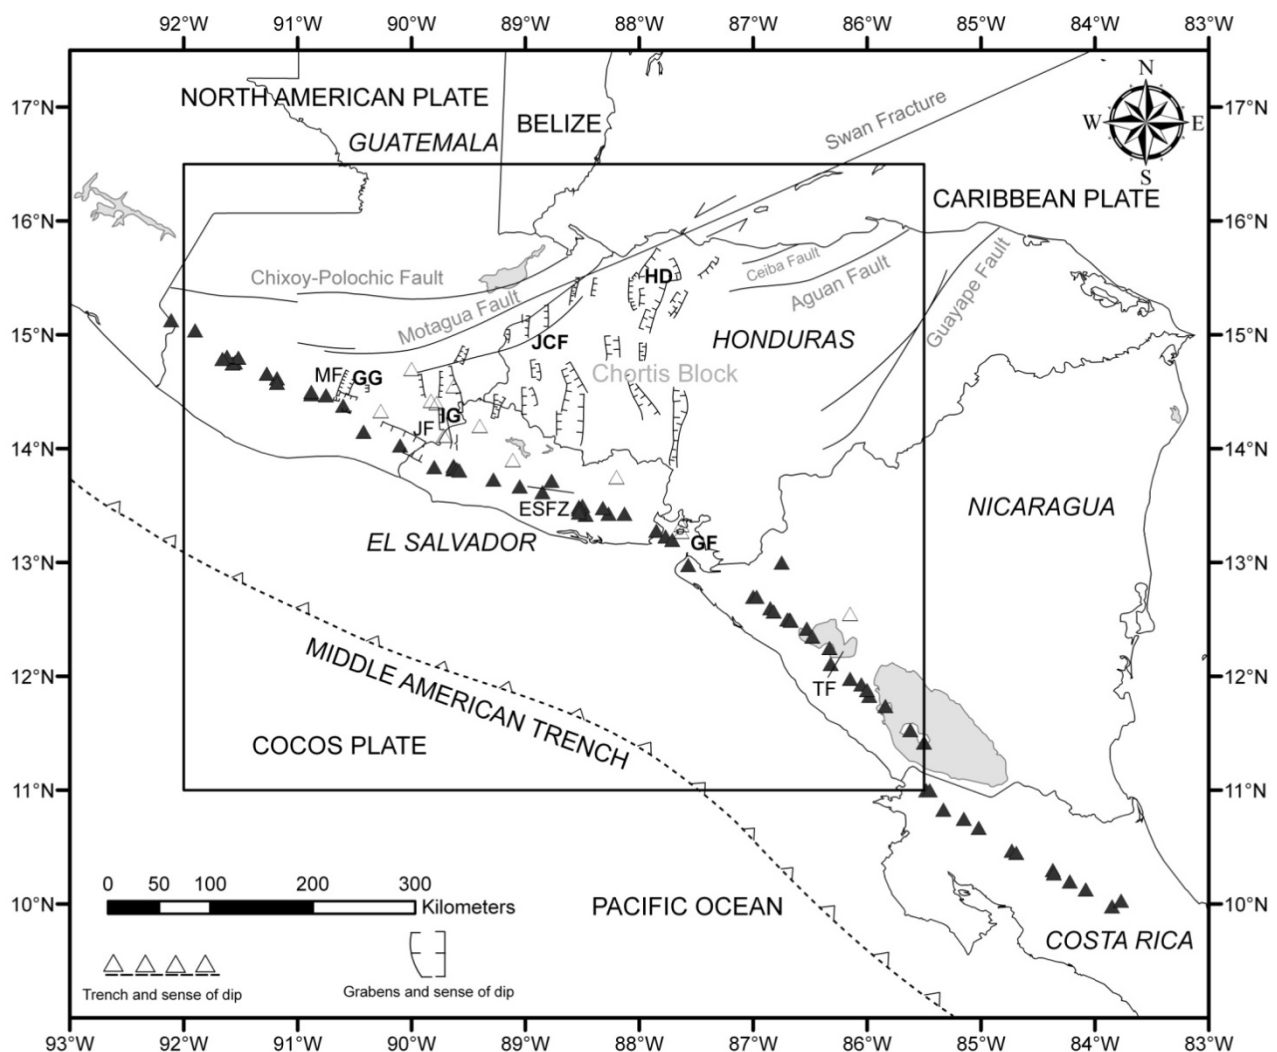 92°W 91°W 90°W 89°W 88°W 87°W 86°W 85°W 84°W 83°W
17°N
NORTH AMERICAN PLATE
GUATEMALA
BELIZE
Swan Fracture
N
W E
S
17°N
16°N
CARIBBEAN PLATE
16°N
Chixoy-Polochic Fault
Motagua Fault
HD
Ceiba Fault
Aguan Fault
Guayape Fault
15°N
JCF
HONDURAS
15°N
MF
GG
Chortis Block
IG
JF
14°N
14°N
ESFZ
NICARAGUA
EL SALVADOR
GF
13°N
13°N
MIDDLE AMERICAN TRENCH
12°N
TF
12°N
COCOS PLATE
11°N
11°N
0 50 100 200 300
Kilometers
10°N
PACIFIC OCEAN
10°N
COSTA RICA
Trench and sense of dip
Grabens and sense of dip
93°W 92°W 91°W 90°W 89°W 88°W 87°W 86°W 85°W 84°W 83°W